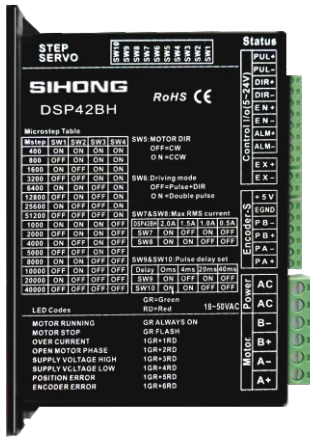 STEP
SERVO
SW10
SW9
SW8
SW7
SW6
SW5
SW4
SW3
SW2
SW1
SIHONG
DSP42BH
RoHS CE
Microstep Table
Mstep SW1 SW2 SW3 SW4
400 ON ON ON ON
800 OFF ON ON ON
1600 ON OFF ON ON
3200 OFF OFF ON ON
6400 ON ON OFF ON
12800 OFF ON OFF ON
25600 ON OFF OFF ON
51200 OFF OFF OFF ON
1000 ON ON ON OFF
2000 OFF ON ON OFF
4000 ON OFF ON OFF
5000 OFF OFF ON OFF
8000 ON ON OFF OFF
10000 OFF ON OFF OFF
20000 ON OFF OFF OFF
40000 OFF OFF OFF OFF
SW5:MOTOR DIR
OFF=CW
ON =CCW
SW6:Driving mode
OFF=Pulse+DIR
ON =Double pulse
SW7&SW8:Max RMS current
DSP42BH 2.0A 1.5A 1.0A 0.5A
SW7 ON OFF ON OFF
SW8 ON ON OFF OFF
SW9&SW10:Pulse delay set
Delay 0ms 4ms 20ms 40ms
SW9 ON OFF ON OFF
SW10 ON ON OFF OFF
LED Codes
GR=Green
RD=Red
18~50VAC
MOTOR RUNNING GR ALWAYS ON
MOTOR STOP GR FLASH
OVER CURRENT 1GR+1RD
OPEN MOTOR PHASE 1GR+2RD
SUPPLY VOLTAGE HIGH 1GR+3RD
SUPPLY VCLTAGE LOW 1GR+4RD
POSITION ERROR 1GR+5RD
ENCODER ERROR 1GR+6RD
Status
Control I/o(5~24V)
PUL+
PUL-
DIR+
DIR-
EN+
EN-
ALM+
ALM-
EX+
EX-
Encoder-S
+5V
EGND
PB-
PB+
PA-
PA+
Power
AC
AC
Motor
B-
B+
A-
A+